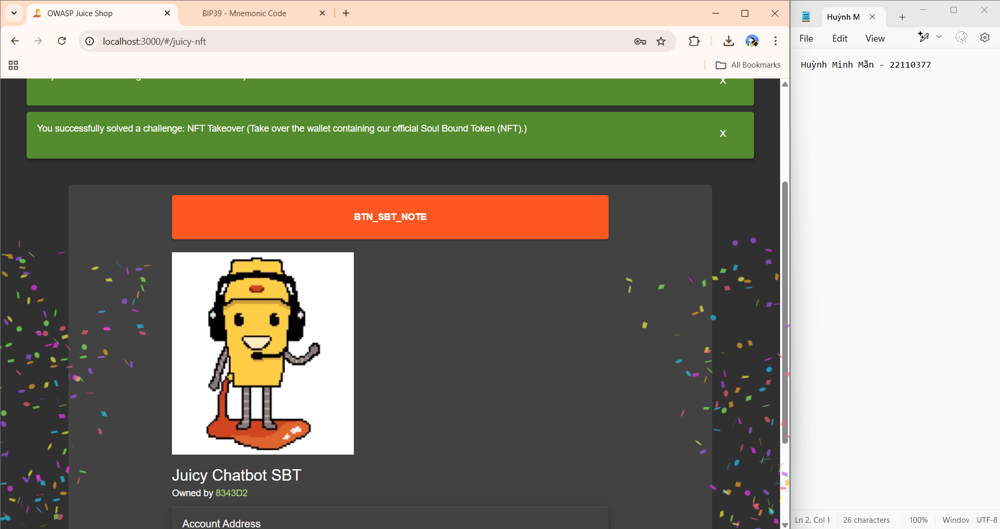 OWASP Juice Shop
BIP39 - Mnemonic Code
localhost:3000/#/juicy-nft
All Bookmarks
X
You successfully solved a challenge: NFT Takeover (Take over the wallet containing our official Soul Bound Token (NFT).)
X
BTN_SBT_NOTE
Juicy Chatbot SBT
Owned by 8343D2
Account Address
Huỳnh M
File Edit View
Huỳnh Minh Mẫn - 22110377
Ln 2, Col 1 26 characters 100% Window UTF-8